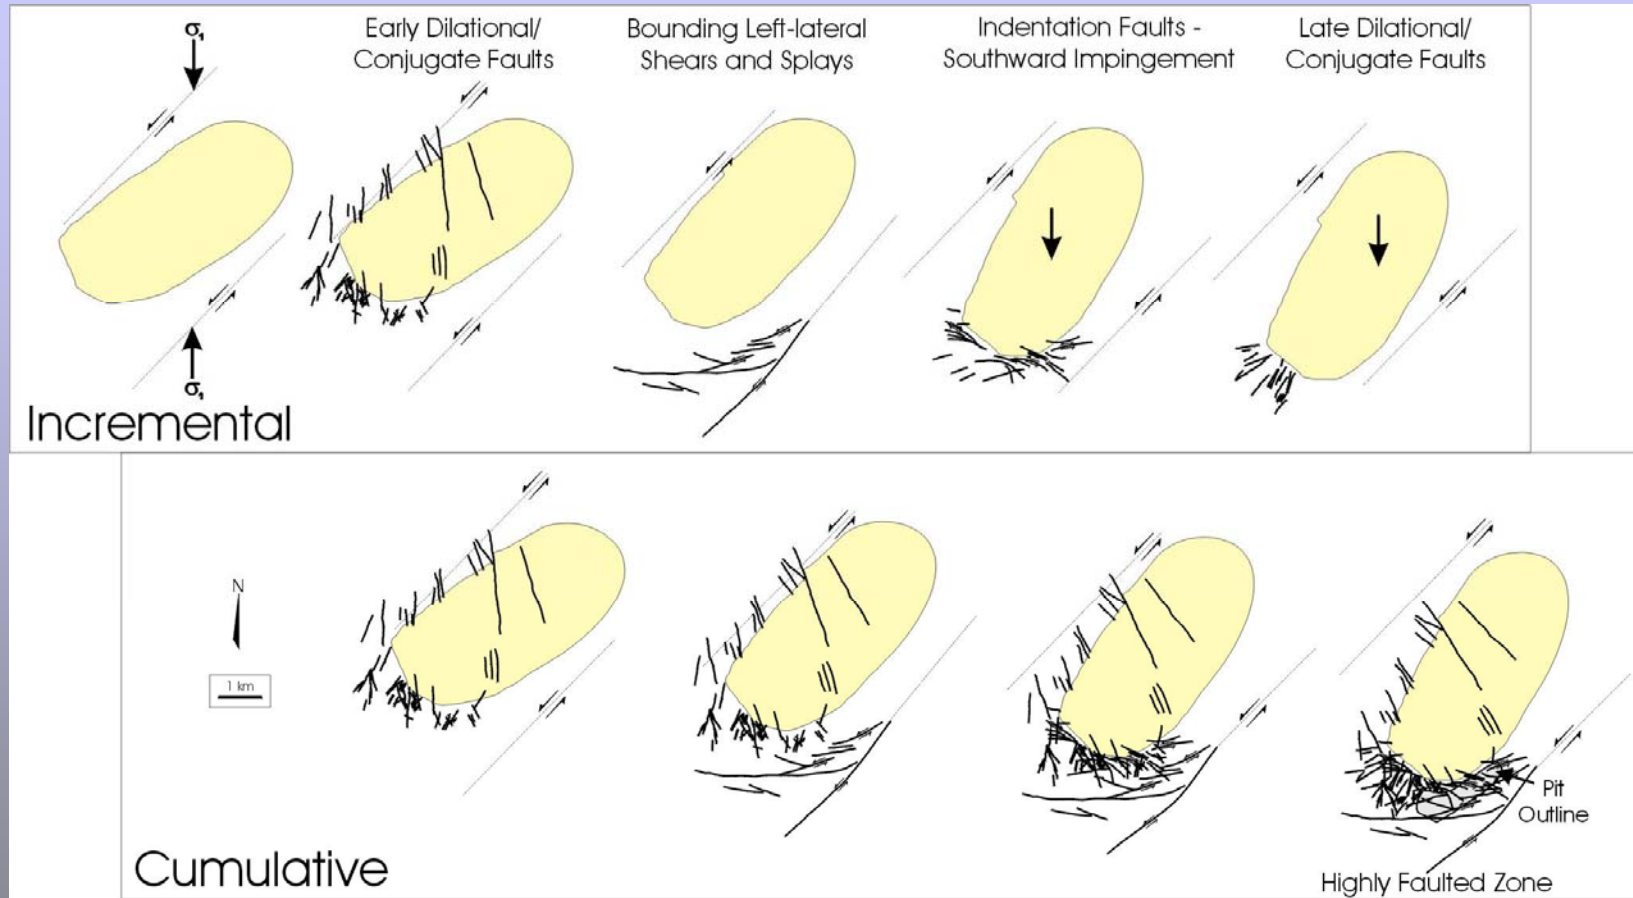 σ₁
Early Dilational/
Conjugate Faults
Bounding Left-lateral
Shears and Splays
Indentation Faults -
Southward Impingement
Late Dilational/
Conjugate Faults
σ₁
Incremental
N
1 km
Pit
Outline
Cumulative
Highly Faulted Zone